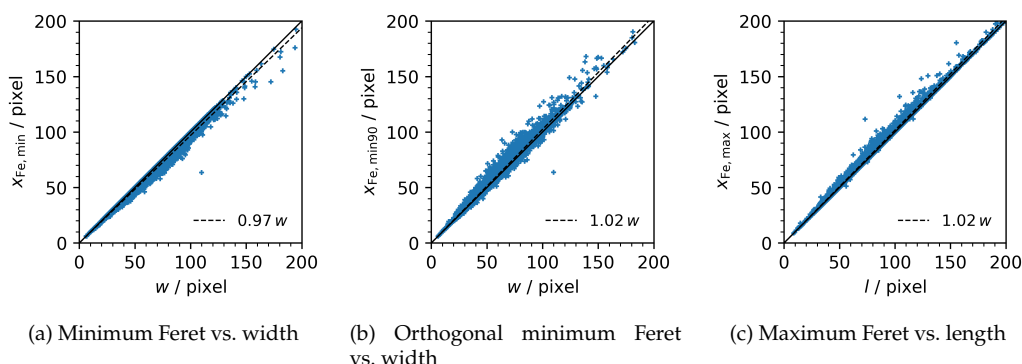 200
150
100
50
0
x_Fe,min / pixel
0.97 w
0 50 100 150 200
w / pixel
(a) Minimum Feret vs. width
200
150
100
50
0
x_Fe,min90 / pixel
1.02 w
0 50 100 150 200
w / pixel
(b) Orthogonal minimum Feret
vs. width
200
150
100
50
0
x_Fe,max / pixel
1.02 w
0 50 100 150 200
l / pixel
(c) Maximum Feret vs. length